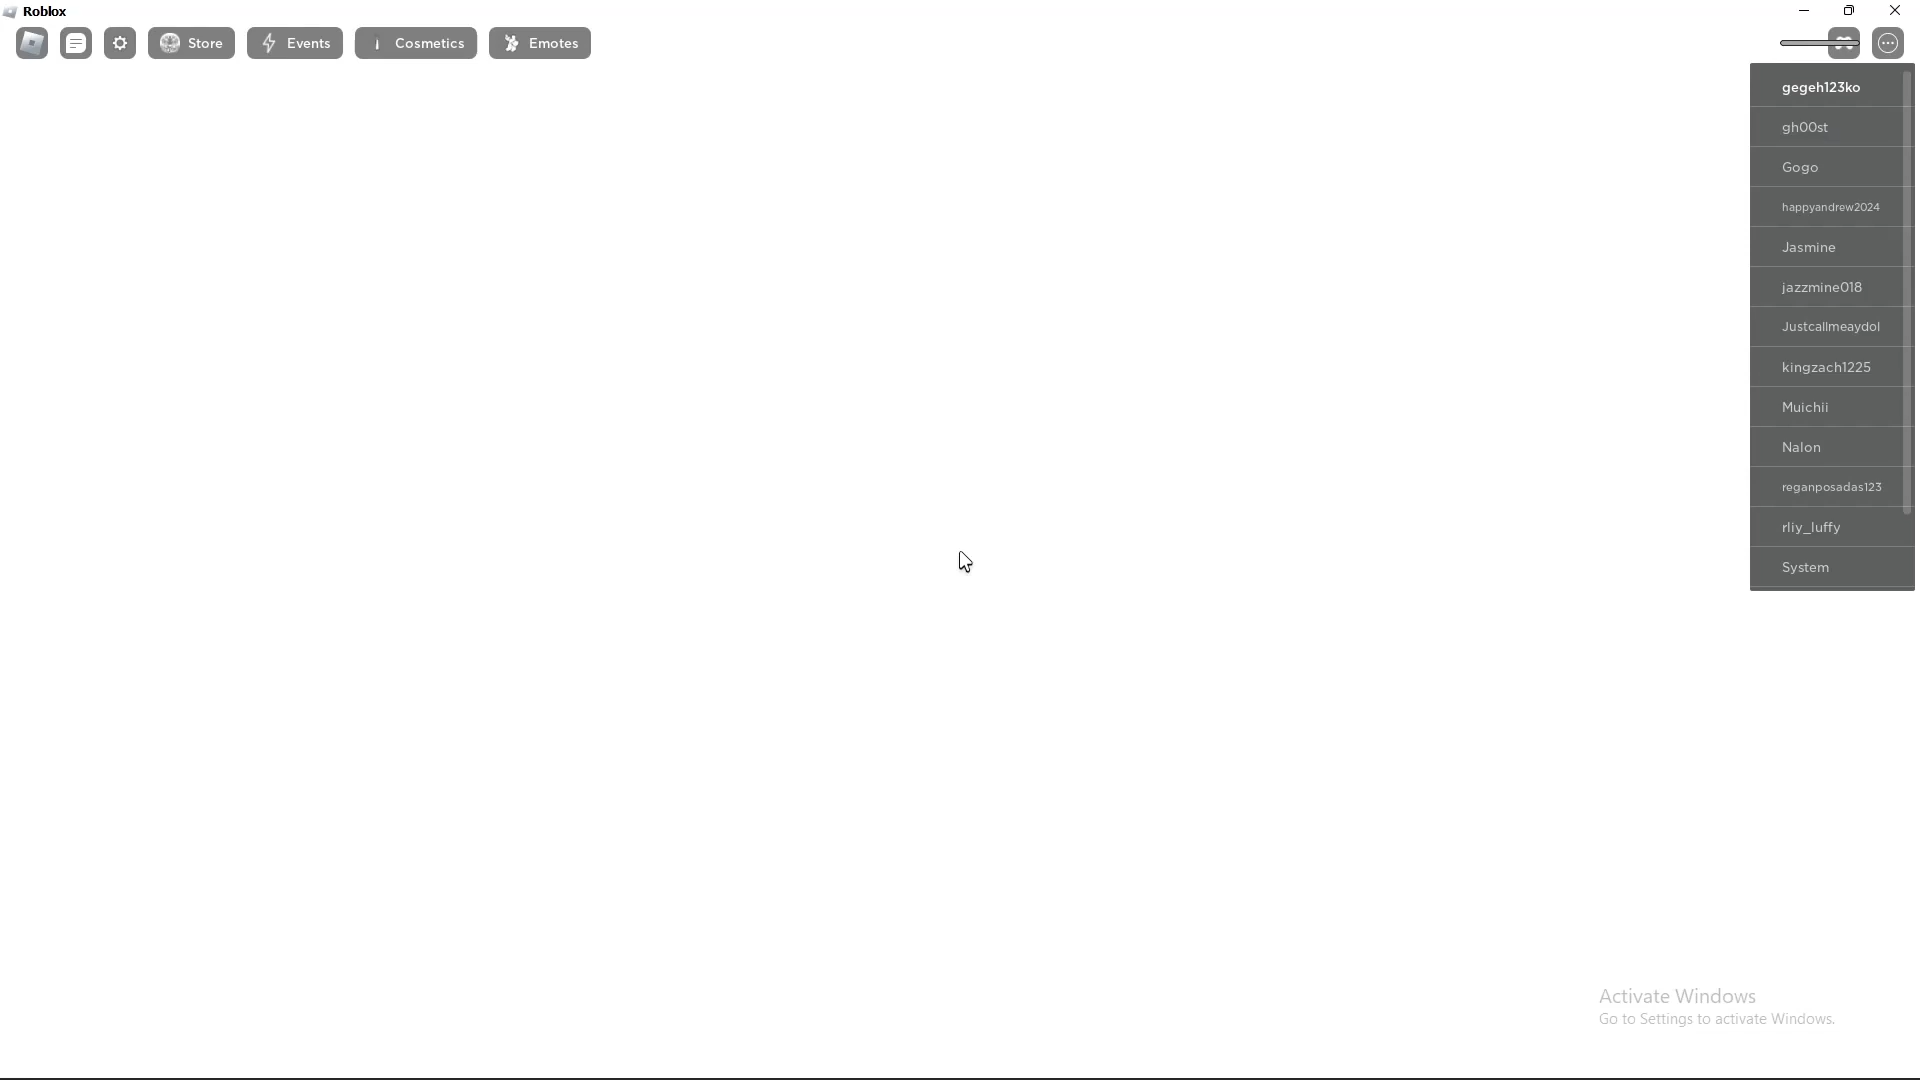 Roblox
Store
Events
Cosmetics
Emotes
gegeh123ko
gh00st
Gogo
happyandrew2024
Jasmine
jazzmine018
Justcallmeaydol
kingzach1225
Muichii
Nalon
reganposadas123
rliy_luffy
System
Activate Windows
Go to Settings to activate Windows.